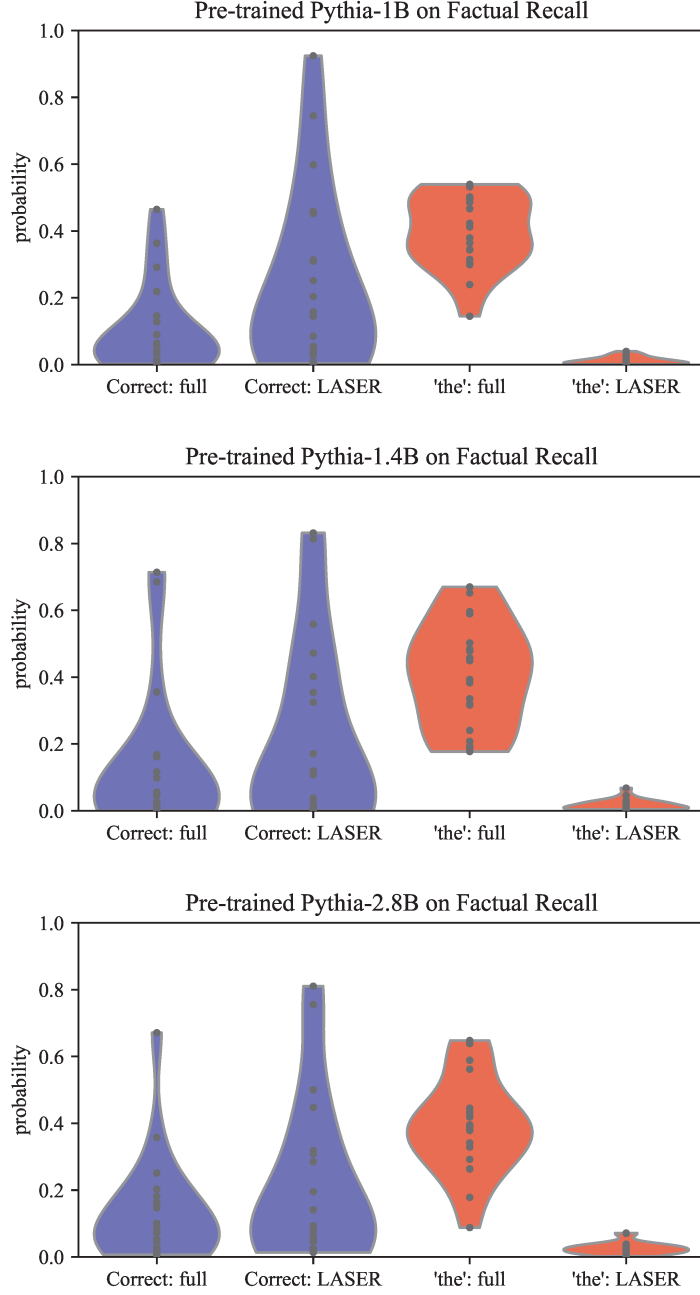 Pre-trained Pythia-1B on Factual Recall
1.0
0.8
0.6
0.4
0.2
0.0
probability
Correct: full
Correct: LASER
'the': full
'the': LASER
Pre-trained Pythia-1.4B on Factual Recall
1.0
0.8
0.6
0.4
0.2
0.0
probability
Correct: full
Correct: LASER
'the': full
'the': LASER
Pre-trained Pythia-2.8B on Factual Recall
1.0
0.8
0.6
0.4
0.2
0.0
probability
Correct: full
Correct: LASER
'the': full
'the': LASER